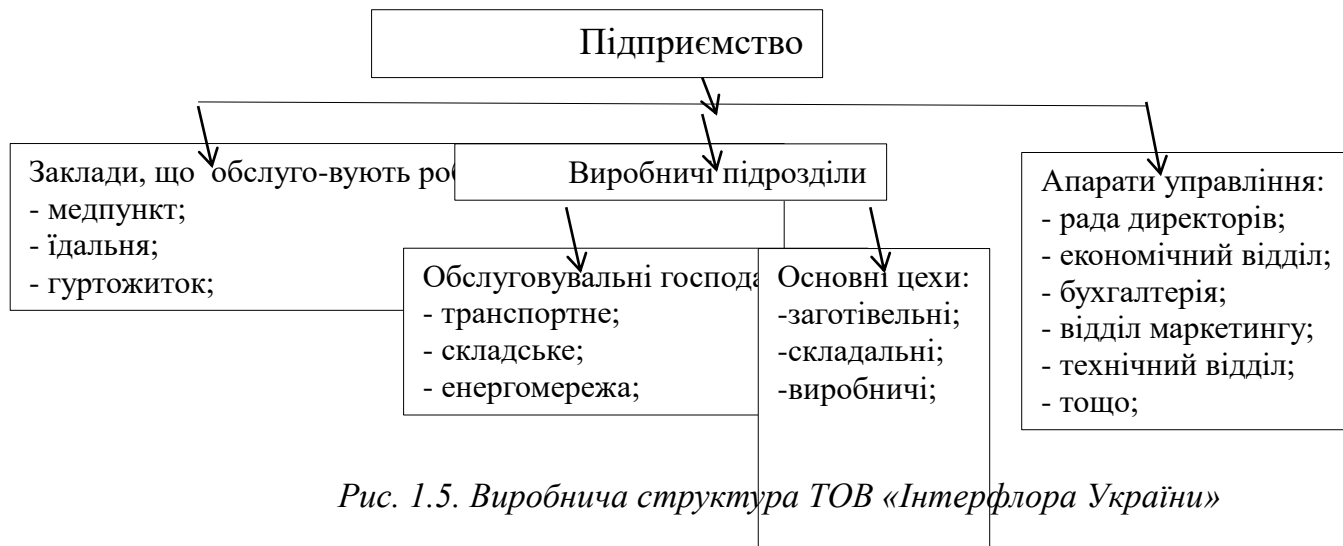 Підприємство
Заклади, що обслуго-вують
- медпункт;
- їдальня;
- гуртожиток;
Виробничі підрозділи
Обслуговувальні
- транспортне;
- складське;
- енергомережа;
Основні цехи:
-заготівельні;
-складальні;
-виробничі;
Апарати управління:
- рада директорів;
- економічний відділ;
- бухгалтерія;
- відділ маркетингу;
- технічний відділ;
- тощо;
Рис. 1.5. Виробнича структура ТОВ «Інтерфлора України»